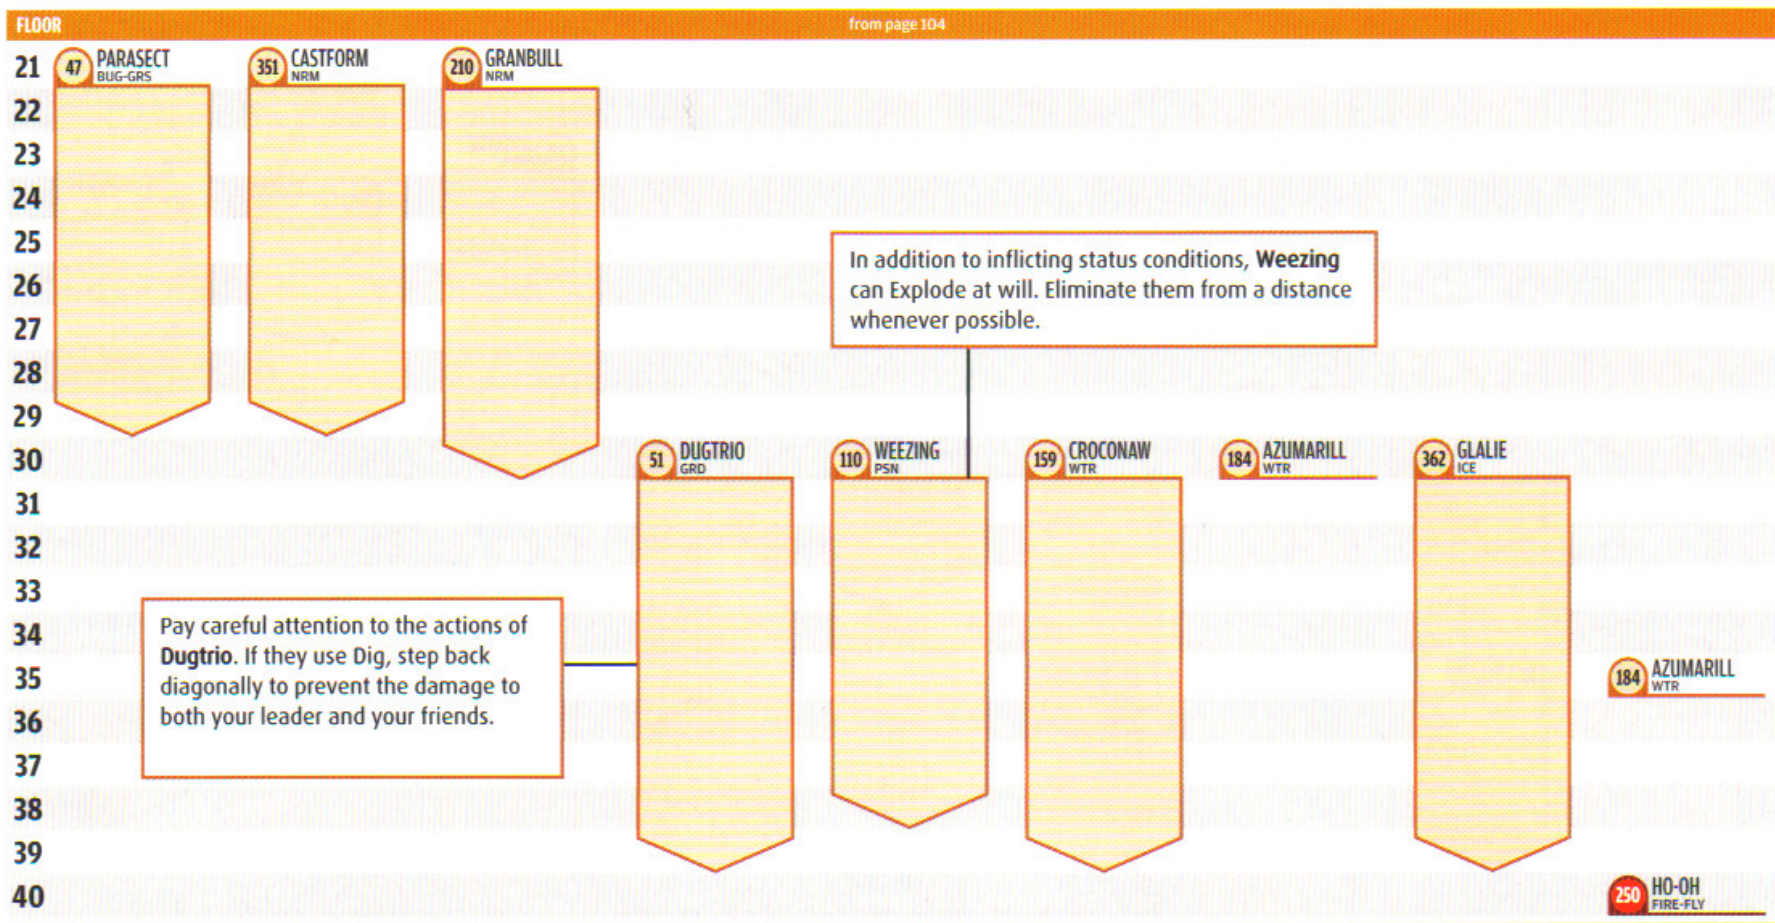 FLOOR
from page 104
21
47 PARASECT
BUG-GRS
351 CASTFORM
NRM
210 GRANBULL
NRM
22
23
24
25
In addition to inflicting status conditions, Weezing
can Explode at will. Eliminate them from a distance
whenever possible.
26
27
28
29
30
51 DUGTRIO
GRD
110 WEEZING
PSN
159 CROCONAW
WTR
184 AZUMARILL
WTR
362 GLALIE
ICE
31
32
33
34
Pay careful attention to the actions of
Dugtrio. If they use Dig, step back
diagonally to prevent the damage to
both your leader and your friends.
35
184 AZUMARILL
WTR
36
37
38
39
40
250 HO-OH
FIRE-FLY